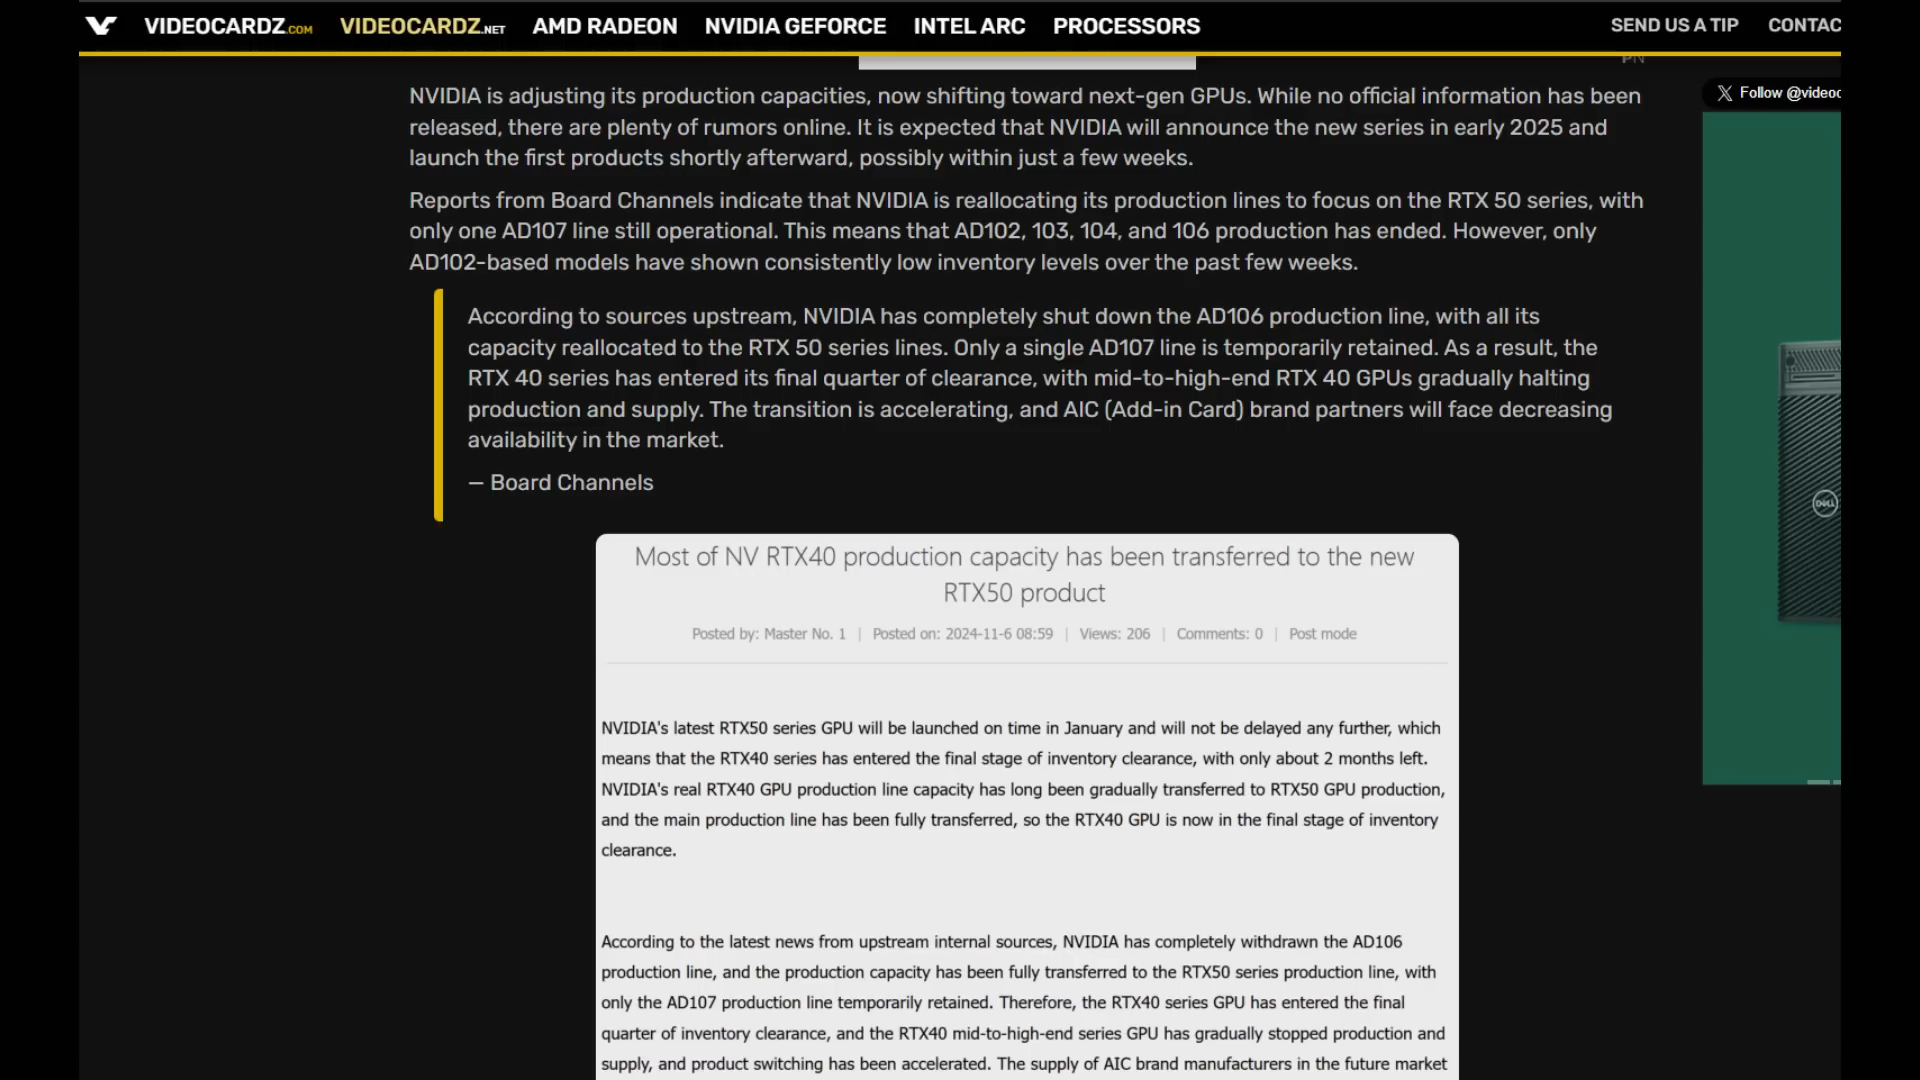 VIDEOCARDZ.COM VIDEOCARDZ.NET AMD RADEON NVIDIA GEFORCE INTEL ARC PROCESSORS SEND US A TIP CONTAC
Follow @videoc
NVIDIA is adjusting its production capacities, now shifting toward next-gen GPUs. While no official information has been
released, there are plenty of rumors online. It is expected that NVIDIA will announce the new series in early 2025 and
launch the first products shortly afterward, possibly within just a few weeks.
Reports from Board Channels indicate that NVIDIA is reallocating its production lines to focus on the RTX 50 series, with
only one AD107 line still operational. This means that AD102, 103, 104, and 106 production has ended. However, only
AD102-based models have shown consistently low inventory levels over the past few weeks.
According to sources upstream, NVIDIA has completely shut down the AD106 production line, with all its
capacity reallocated to the RTX 50 series lines. Only a single AD107 line is temporarily retained. As a result, the
RTX 40 series has entered its final quarter of clearance, with mid-to-high-end RTX 40 GPUs gradually halting
production and supply. The transition is accelerating, and AIC (Add-in Card) brand partners will face decreasing
availability in the market.
— Board Channels
DELL
Most of NV RTX40 production capacity has been transferred to the new
RTX50 product
Posted by: Master No. 1 | Posted on: 2024-11-6 08:59 | Views: 206 | Comments: 0 | Post mode
NVIDIA's latest RTX50 series GPU will be launched on time in January and will not be delayed any further, which
means that the RTX40 series has entered the final stage of inventory clearance, with only about 2 months left.
NVIDIA's real RTX40 GPU production line capacity has long been gradually transferred to RTX50 GPU production,
and the main production line has been fully transferred, so the RTX40 GPU is now in the final stage of inventory
clearance.
According to the latest news from upstream internal sources, NVIDIA has completely withdrawn the AD106
production line, and the production capacity has been fully transferred to the RTX50 series production line, with
only the AD107 production line temporarily retained. Therefore, the RTX40 series GPU has entered the final
quarter of inventory clearance, and the RTX40 mid-to-high-end series GPU has gradually stopped production and
supply, and product switching has been accelerated. The supply of AIC brand manufacturers in the future market